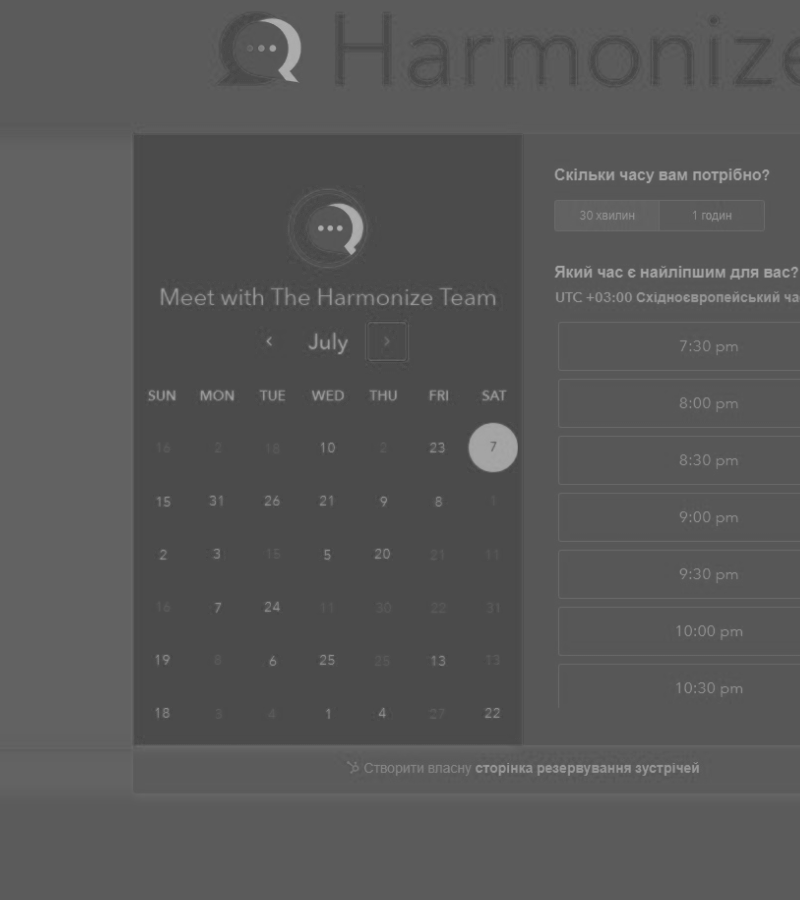 Harmonize
Meet with The Harmonize Team
July
SUN MON TUE WED THU FRI SAT
16 2 18 10 2 23 7
15 31 26 21 9 8 1
2 3 15 5 20 21 11
16 7 24 11 30 22 31
19 8 6 25 25 13 13
18 3 4 1 4 27 22
Скільки часу вам потрібно?
30 хвилин 1 годин
Який час є найліпшим для вас?
UTC +03:00 Східноєвропейський ча
7:30 pm
8:00 pm
8:30 pm
9:00 pm
9:30 pm
10:00 pm
10:30 pm
Створити власну сторінка резервування зустрічей